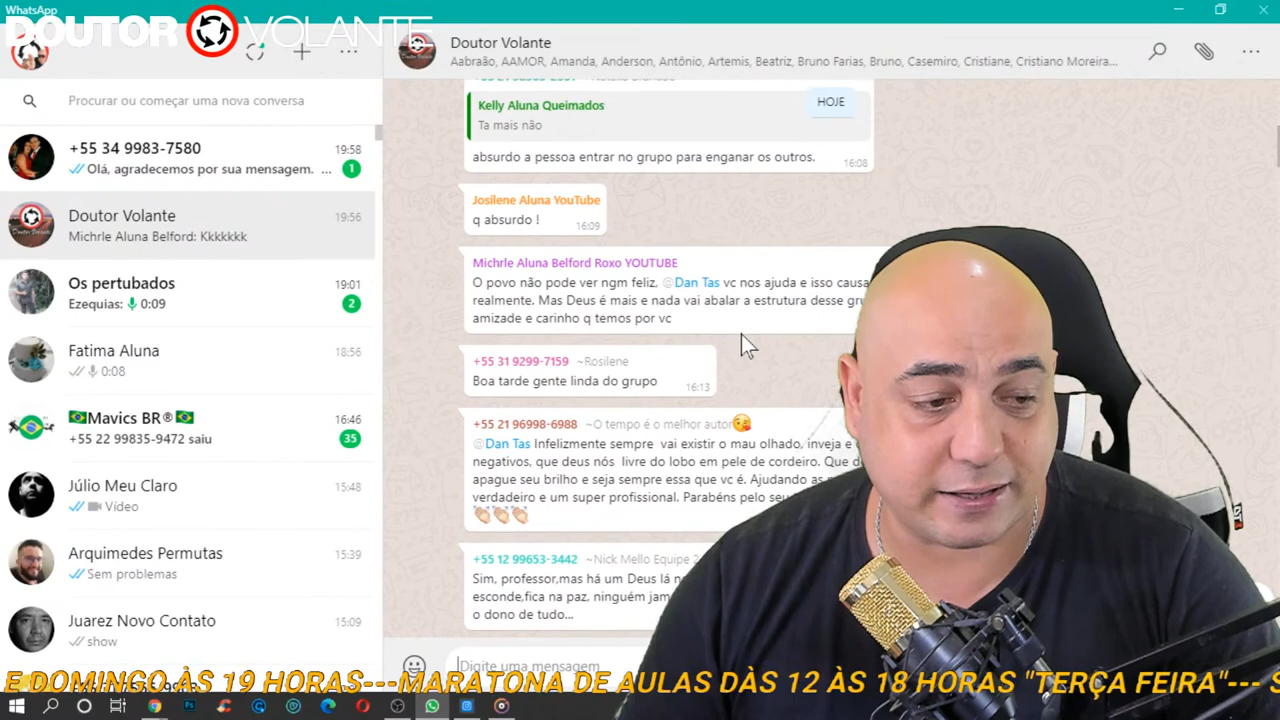 WhatsApp
DOUTOR VOLANTE
Procurar ou começar uma nova conversa
+55 34 9983-7580
19:58
Olá, agradecemos por sua mensagem. ...
1
Doutor Volante
19:56
Michrle Aluna Belford: Kkkkkkk
Os pertubados
19:01
Ezequias: 0:09
2
Fatima Aluna
18:56
0:08
Mavics BR®
16:46
+55 22 99835-9472 saiu
35
Júlio Meu Claro
15:48
Vídeo
Arquimedes Permutas
15:39
Sem problemas
Juarez Novo Contato
15:09
show
Doutor Volante
Aabraão, AAMOR, Amanda, Anderson, Antônio, Artemis, Beatriz, Bruno Farias, Bruno, Casemiro, Cristiane, Cristiano Moreira...
HOJE
Kelly Aluna Queimados
Ta mais não
absurdo a pessoa entrar no grupo para enganar os outros.
16:08
Josilene Aluna YouTube
q absurdo !
16:09
Michrle Aluna Belford Roxo YOUTUBE
O povo não pode ver ngm feliz, @Dan Tas vc nos ajuda e isso causa
realmente. Mas Deus é mais e nada vai abalar a estrutura desse
amizade e carinho q temos por vc
+55 31 9299-7159 ~Rosilene
Boa tarde gente linda do grupo
16:13
+55 21 96998-6988 ~O tempo é o melhor autor😘
@Dan Tas Infelizmente sempre vai existir o mau olhado, inveja e
negativos, que deus nós livre do lobo em pele de cordeiro. Que
apague seu brilho e seja sempre essa que vc é. Ajudando as
verdadeiro e um super profissional. Parabéns pelo seu
👏🏼👏🏼👏🏼
+55 12 99653-3442 ~Nick Mello Equipe
Sim, professor,mas há um Deus lá
esconde,fica na paz, ninguém
o dono de tudo...
Digite uma mensagem
E DOMINGO ÀS 19 HORAS---MARATONA DE AULAS DÀS 12 ÀS 18 HORAS "TERÇA FEIRA"--- S